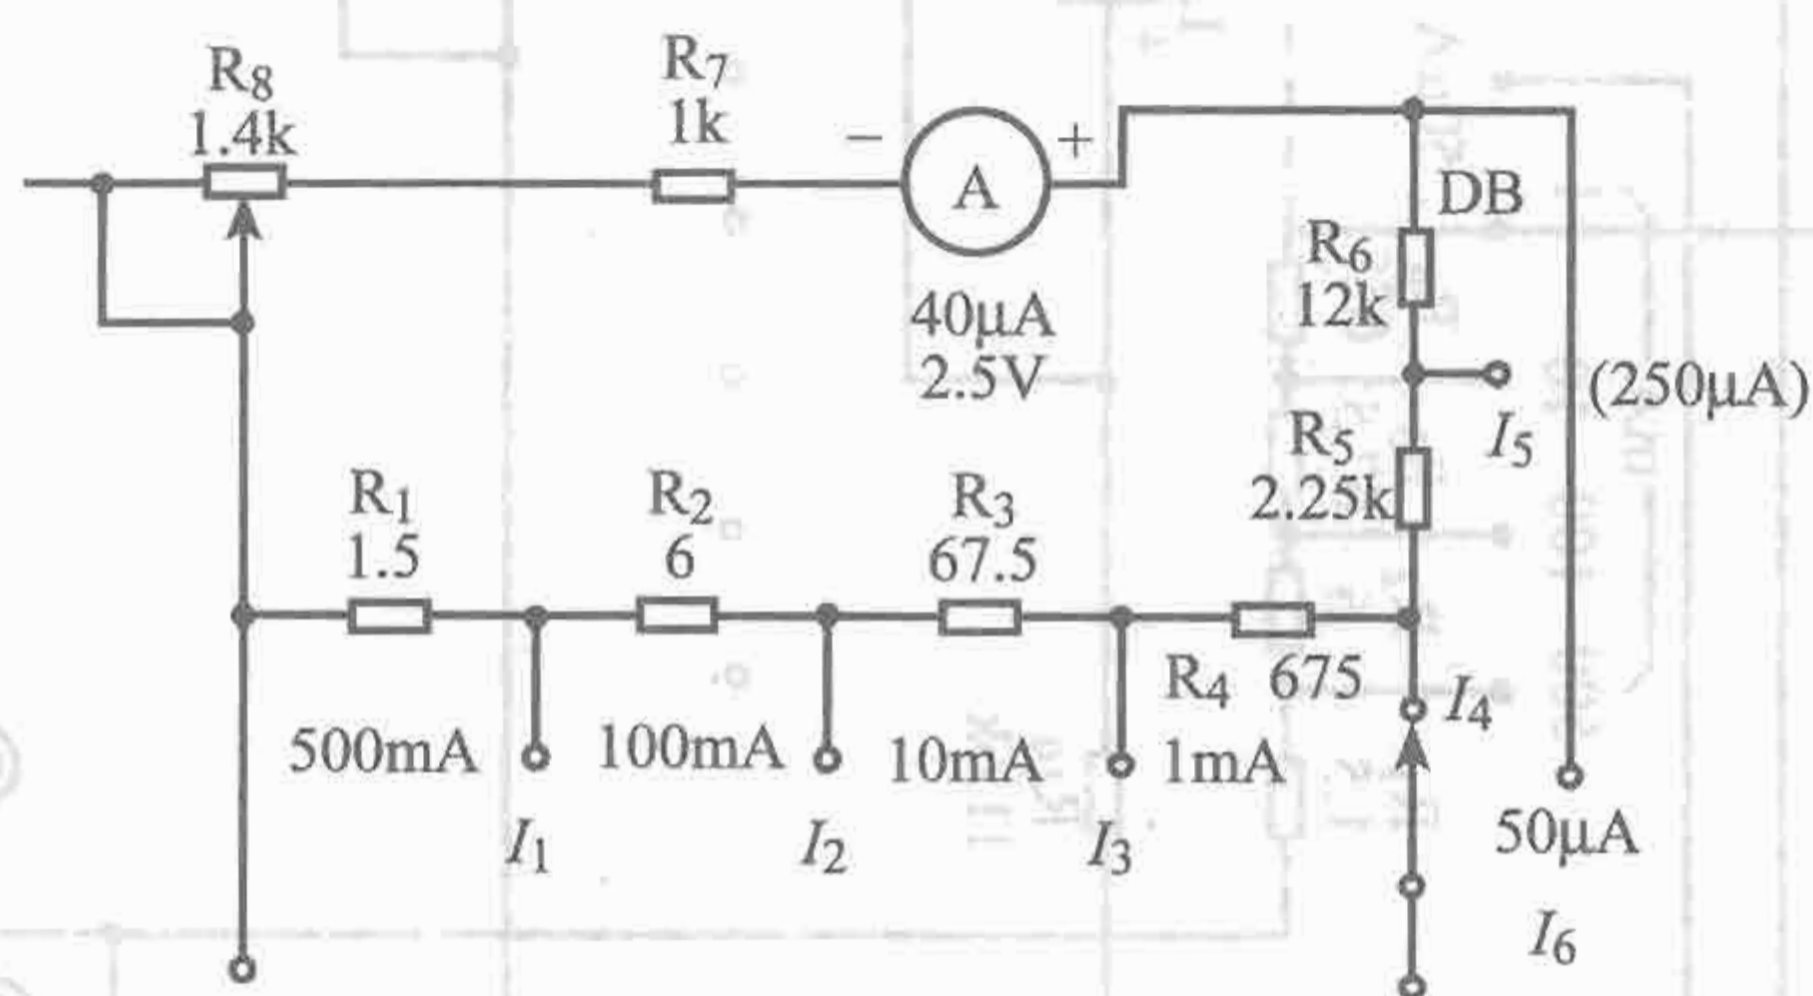 R8
1.4k
R7
1k
−
A
+
40μA
2.5V
DB
R6
12k
I5
(250μA)
R5
2.25k
R1
1.5
R2
6
R3
67.5
R4
675
I4
500mA
100mA
10mA
1mA
50μA
I1
I2
I3
I6